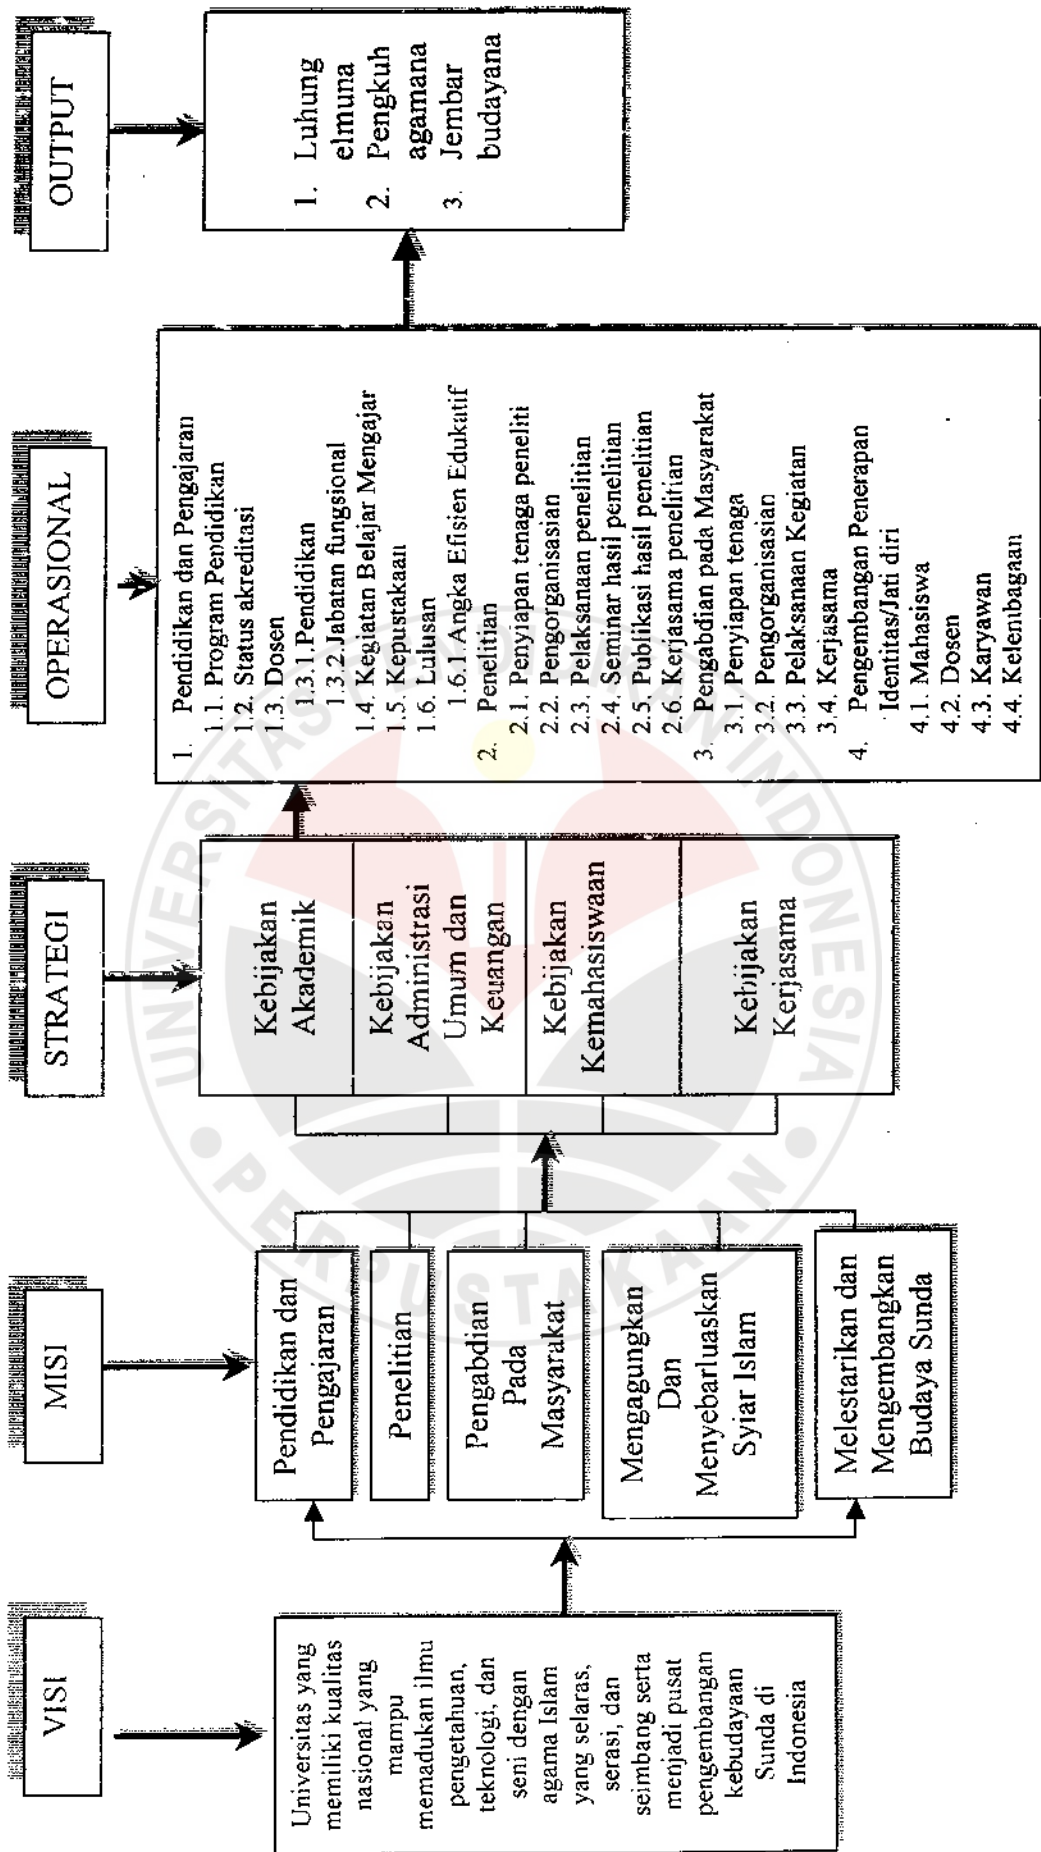 VISI
Universitas yang
memiliki kualitas
nasional yang
mampu
memadukan ilmu
pengetahuan,
teknologi, dan
seni dengan
agama Islam
yang selaras,
serasi, dan
seimbang serta
menjadi pusat
pengembangan
kebudayaan
Sunda di
Indonesia
MISI
Pendidikan dan
Pengajaran
Penelitian
Pengabdian
Pada
Masyarakat
Mengagungkan
Dan
Menyebarluaskan
Syiar Islam
Melestarikan dan
Mengembangkan
Budaya Sunda
STRATEGI
Kebijakan
Akademik
Kebijakan
Administrasi
Umum dan
Keuangan
Kebijakan
Kemahasiswaan
Kebijakan
Kerjasama
OPERASIONAL
1. Pendidikan dan Pengajaran
1.1. Program Pendidikan
1.2. Status akreditasi
1.3. Dosen
1.3.1.Pendidikan
1.3.2.Jabatan fungsional
1.4. Kegiatan Belajar Mengajar
1.5. Kepustakaan
1.6. Lulusan
1.6.1.Angka Efisien Edukatif
2. Penelitian
2.1. Penyiapan tenaga peneliti
2.2. Pengorganisasian
2.3. Pelaksanaan penelitian
2.4. Seminar hasil penelitian
2.5. Publikasi hasil penelitian
2.6. Kerjasama penelitian
3. Pengabdian pada Masyarakat
3.1. Penyiapan tenaga
3.2. Pengorganisasian
3.3. Pelaksanaan Kegiatan
3.4. Kerjasama
4. Pengembangan Penerapan
Identitas/Jati diri
4.1. Mahasiswa
4.2. Dosen
4.3. Karyawan
4.4. Kelembagaan
OUTPUT
1. Luhung
elmuna
2. Pengkuh
agamana
3. Jembar
budayana
UNIVERSITAS PENDIDIKAN INDONESIA
PERPUSTAKAAN